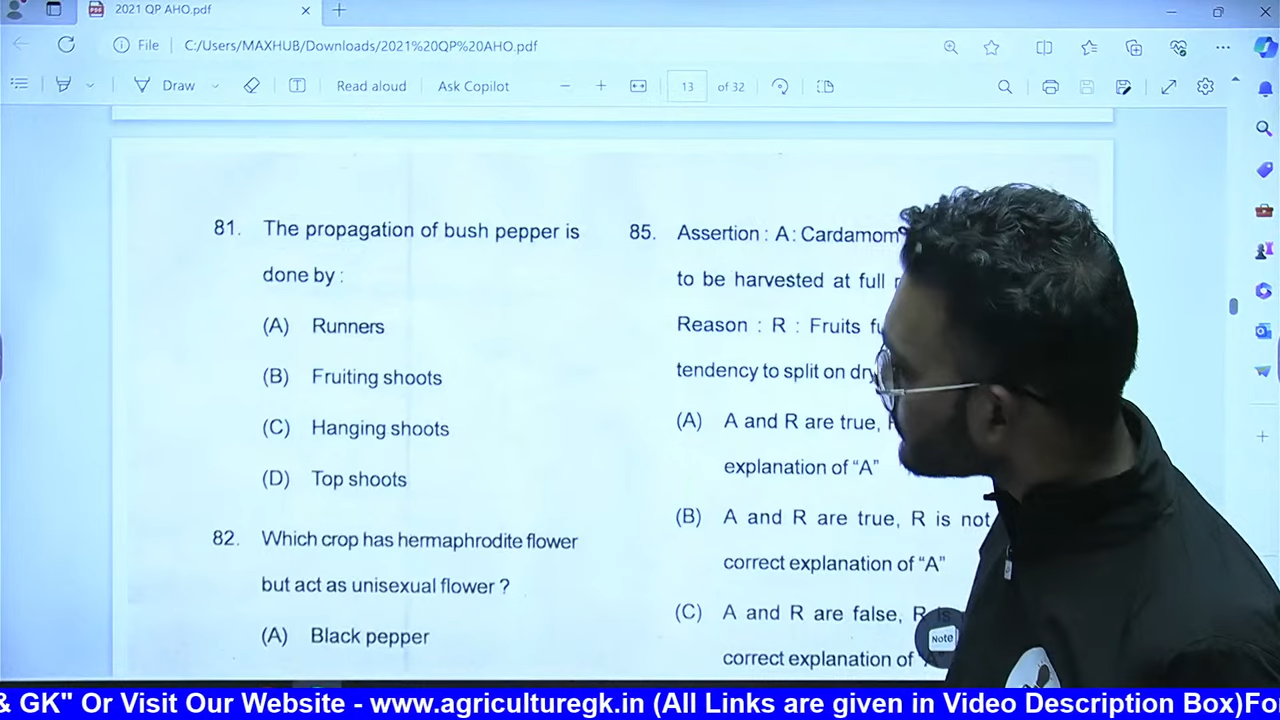 2021 QP AHO.pdf
File
C:/Users/MAXHUB/Downloads/2021%20QP%20AHO.pdf
Draw
Read aloud
Ask Copilot
13
of 32
81. The propagation of bush pepper is
done by :
(A) Runners
(B) Fruiting shoots
(C) Hanging shoots
(D) Top shoots
82. Which crop has hermaphrodite flower
but act as unisexual flower ?
(A) Black pepper
85. Assertion : A : Cardamom
to be harvested at full
Reason : R : Fruits
tendency to split on
(A) A and R are true,
explanation of “A”
(B) A and R are true, R is not
correct explanation of “A”
(C) A and R are false, R is
correct explanation of “A”
Note
& GK" Or Visit Our Website - www.agriculturegk.in (All Links are given in Video Description Box)Fo